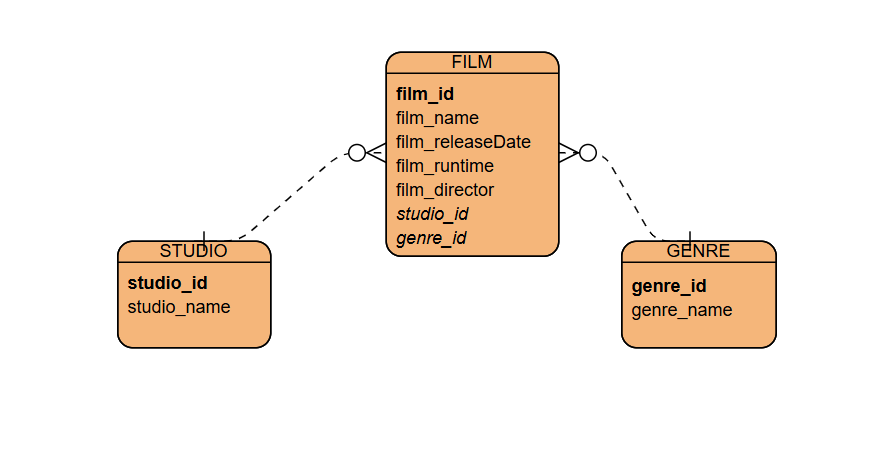 FILM
film_id
film_name
film_releaseDate
film_runtime
film_director
studio_id
genre_id
STUDIO
studio_id
studio_name
GENRE
genre_id
genre_name